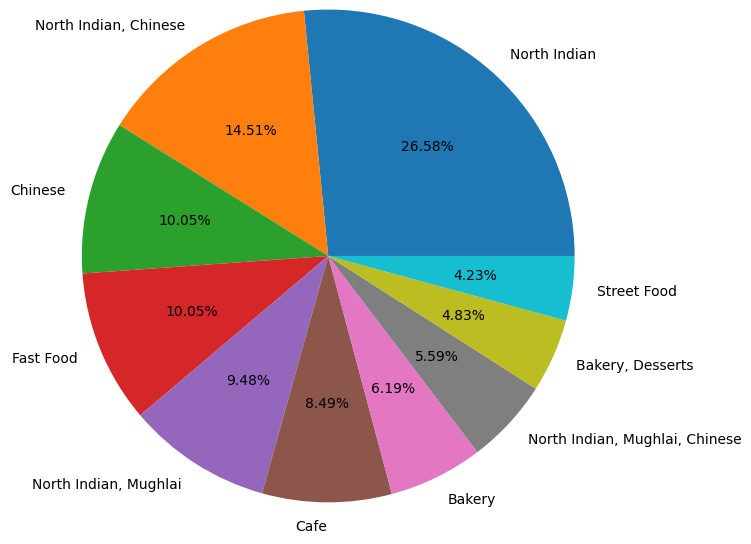 North Indian, Chinese
North Indian
14.51%
26.58%
Chinese
10.05%
4.23%
Street Food
10.05%
4.83%
Fast Food
5.59%
Bakery, Desserts
9.48%
6.19%
8.49%
North Indian, Mughlai, Chinese
North Indian, Mughlai
Bakery
Cafe